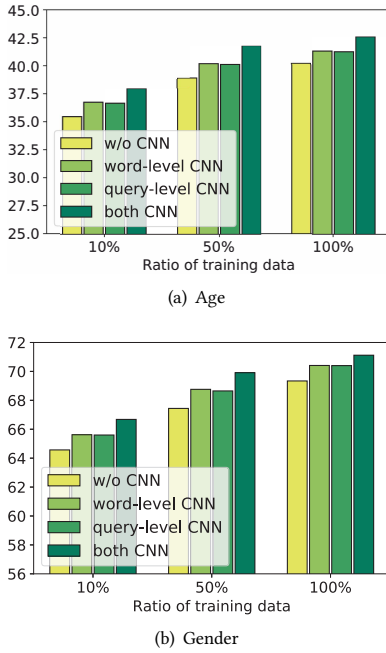 45.0
42.5
40.0
37.5
35.0
32.5
30.0
27.5
25.0
w/o CNN
word-level CNN
query-level CNN
both CNN
10% 50% 100%
Ratio of training data
(a) Age
72
70
68
66
64
62
60
58
56
w/o CNN
word-level CNN
query-level CNN
both CNN
10% 50% 100%
Ratio of training data
(b) Gender